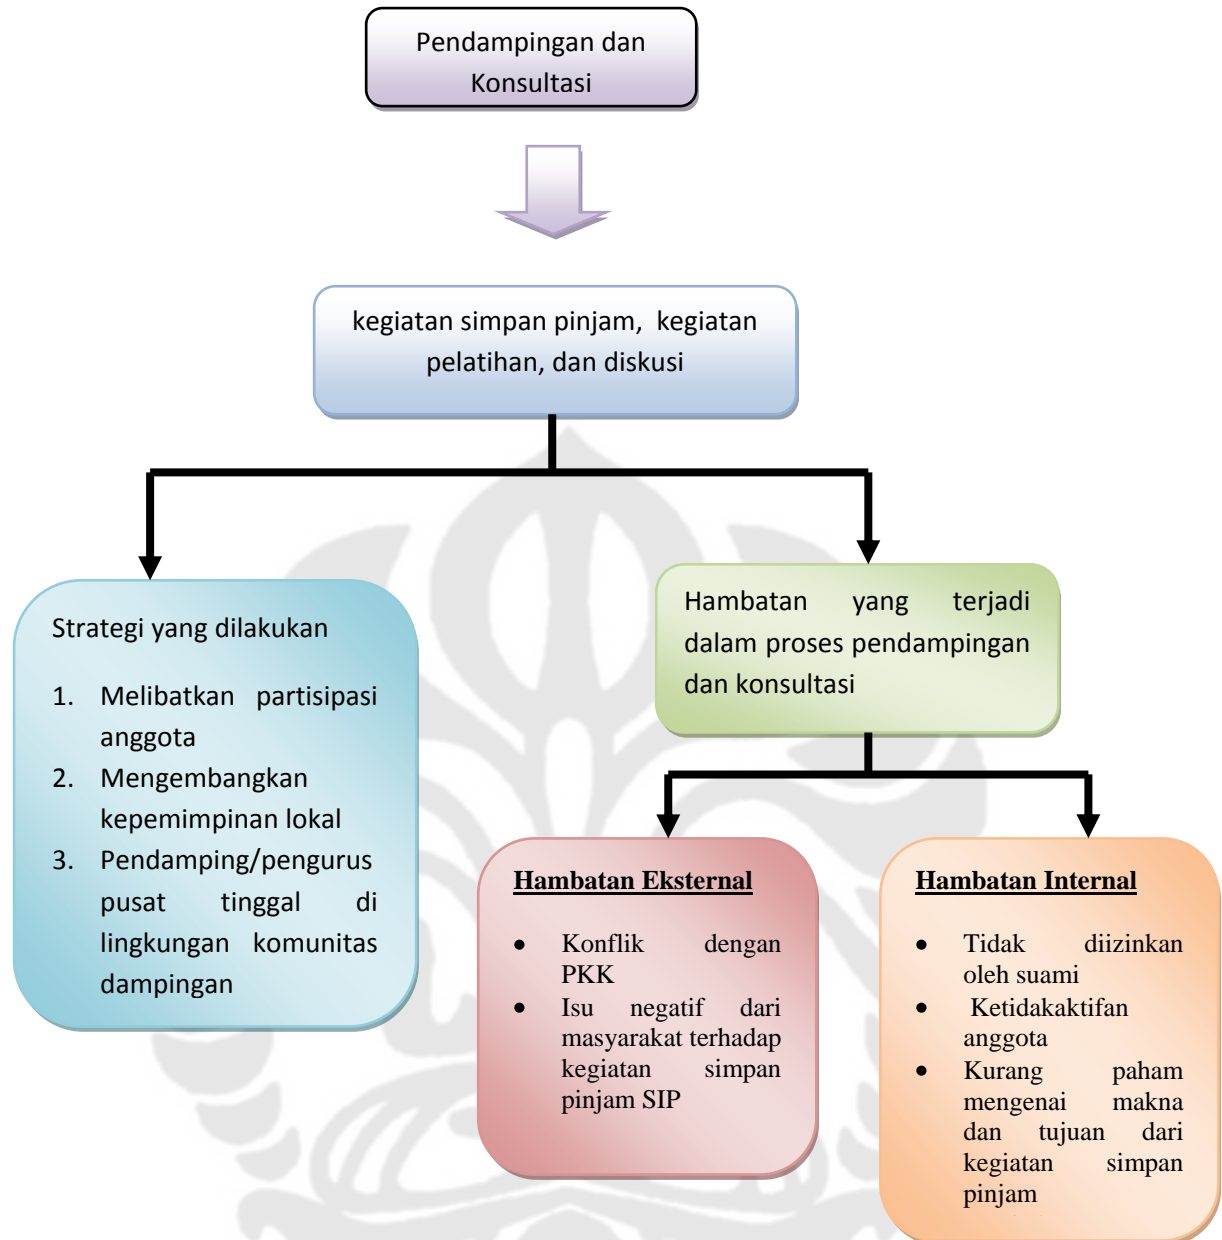 Pendampingan dan
Konsultasi
kegiatan simpan pinjam, kegiatan
pelatihan, dan diskusi
Strategi yang dilakukan
1. Melibatkan partisipasi
anggota
2. Mengembangkan
kepemimpinan lokal
3. Pendamping/pengurus
pusat tinggal di
lingkungan komunitas
dampingan
Hambatan yang terjadi
dalam proses pendampingan
dan konsultasi
Hambatan Eksternal
• Konflik dengan
PKK
• Isu negatif dari
masyarakat terhadap
kegiatan simpan
pinjam SIP
Hambatan Internal
• Tidak diizinkan
oleh suami
• Ketidakaktifan
anggota
• Kurang paham
mengenai makna
dan tujuan dari
kegiatan simpan
pinjam